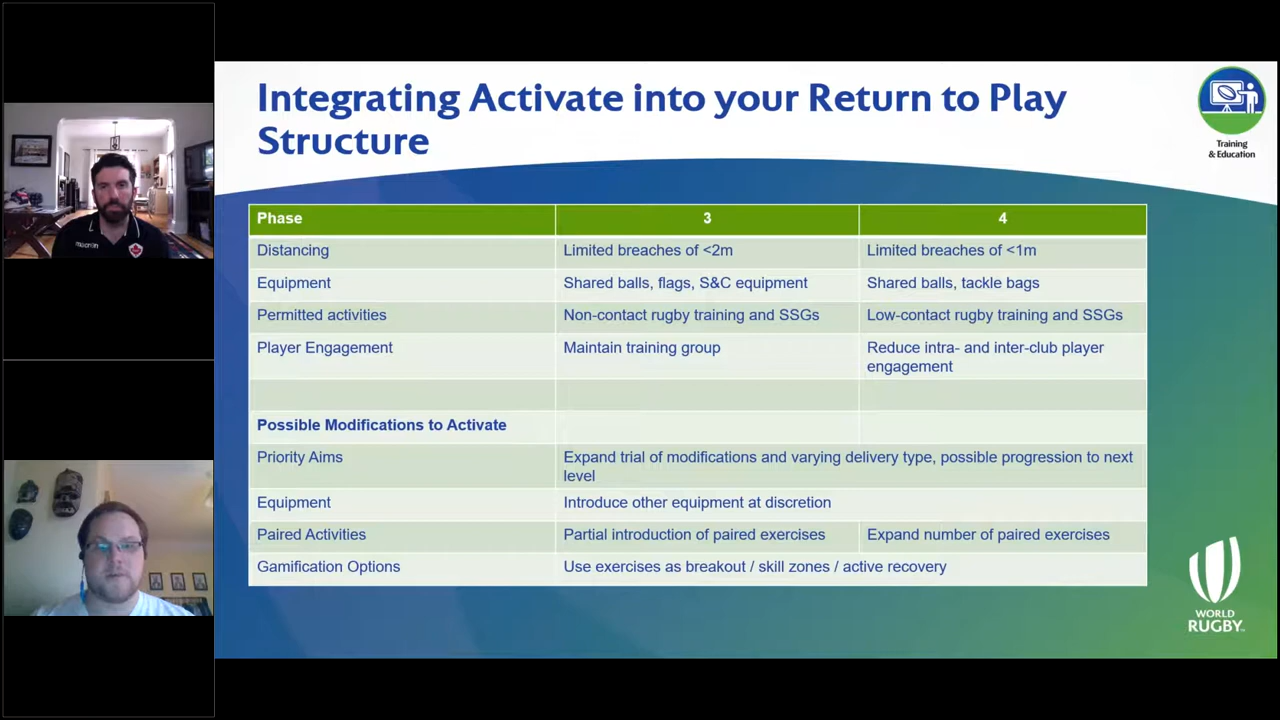 Integrating Activate into your Return to Play
Structure
Training
& Education
Phase 3 4
Distancing Limited breaches of <2m Limited breaches of <1m
Equipment Shared balls, flags, S&C equipment Shared balls, tackle bags
Permitted activities Non-contact rugby training and SSGs Low-contact rugby training and SSGs
Player Engagement Maintain training group Reduce intra- and inter-club player
engagement
Possible Modifications to Activate
Priority Aims Expand trial of modifications and varying delivery type, possible progression to next
level
Equipment Introduce other equipment at discretion
Paired Activities Partial introduction of paired exercises Expand number of paired exercises
Gamification Options Use exercises as breakout / skill zones / active recovery
WORLD
RUGBY
macron